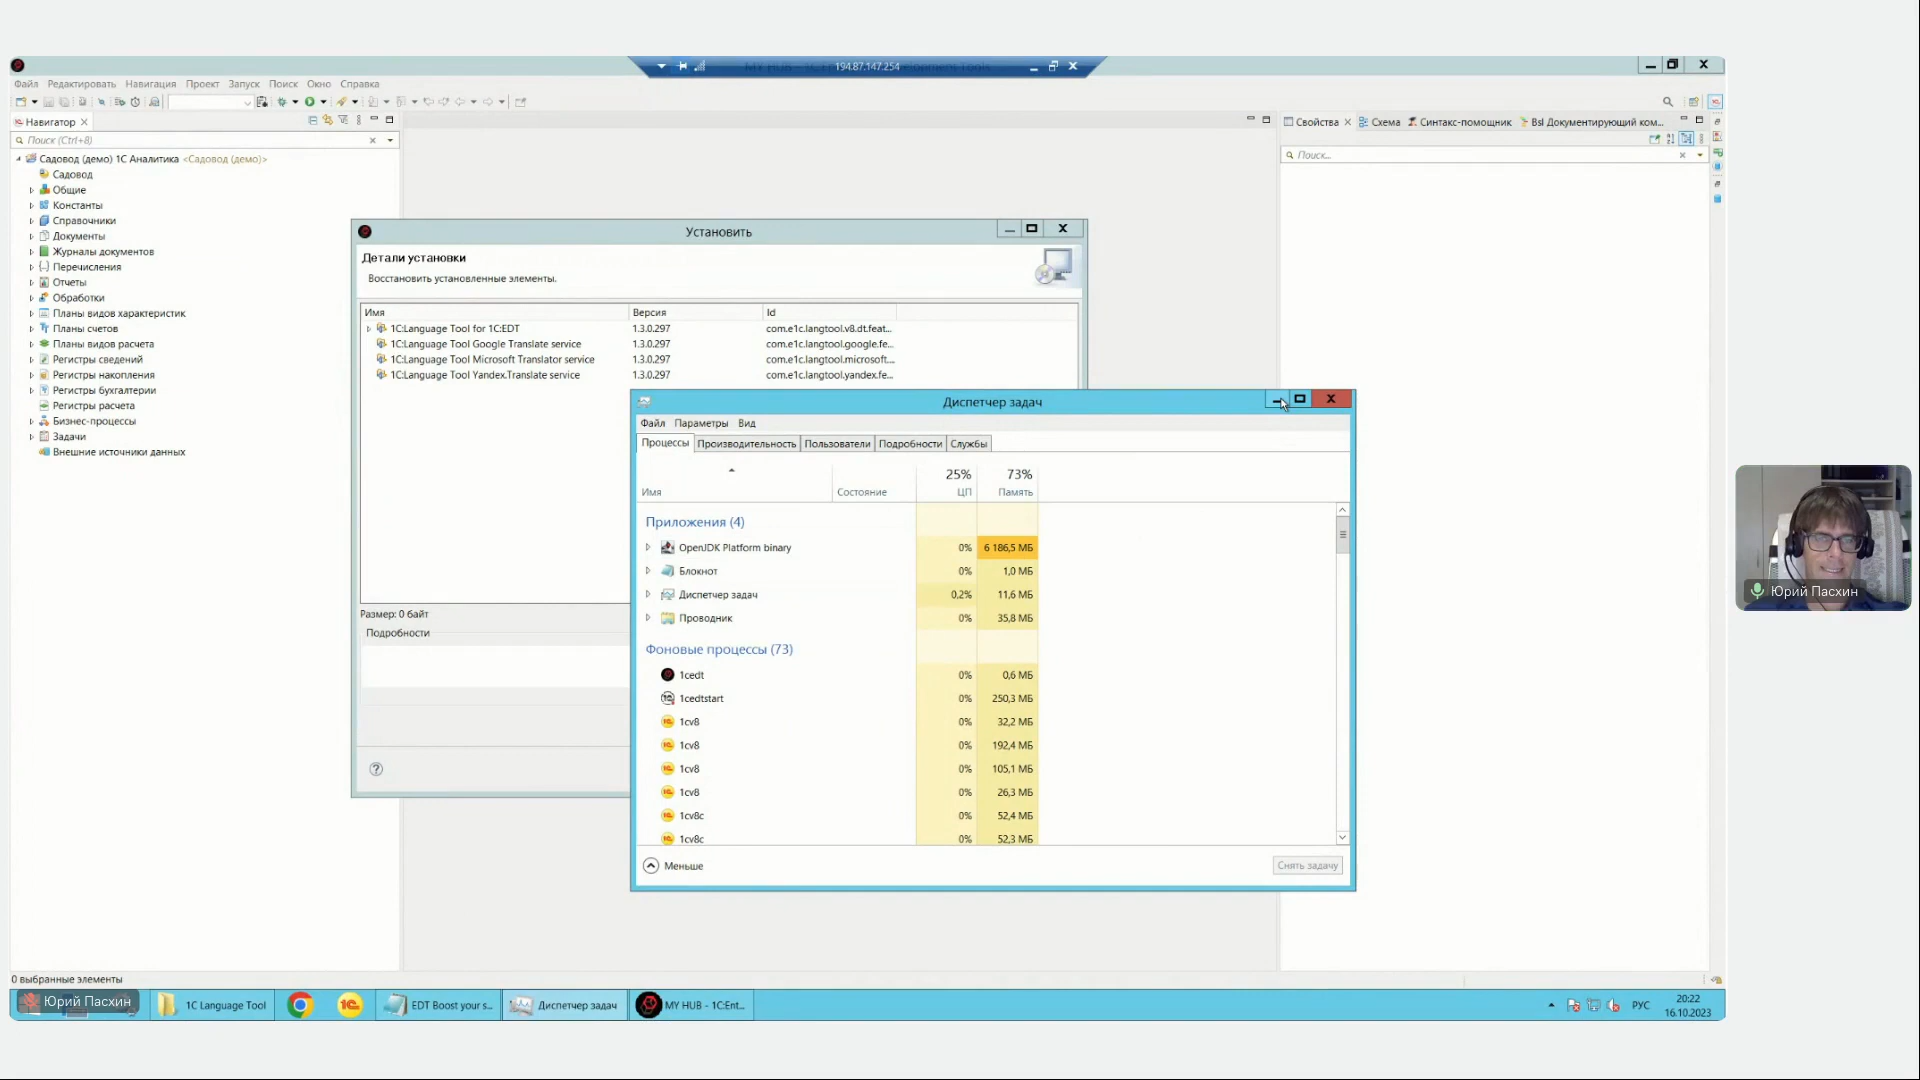 194.87.147.254
Файл Редактировать Навигация Проект Запуск Поиск Окно Справка
Навигатор
Поиск (Ctrl+8)
Садовод (демо) 1С Аналитика <Садовод (демо)>
Садовод
Общие
Константы
Справочники
Документы
Журналы документов
Перечисления
Отчеты
Обработки
Планы видов характеристик
Планы счетов
Планы видов расчета
Регистры сведений
Регистры накопления
Регистры бухгалтерии
Регистры расчета
Бизнес-процессы
Задачи
Внешние источники данных
0 выбранные элементы
Установить
Детали установки
Восстановить установленные элементы.
Имя Версия Id
1C:Language Tool for 1C:EDT 1.3.0.297 com.e1c.langtool.v8.dt.feat...
1C:Language Tool Google Translate service 1.3.0.297 com.e1c.langtool.google.fe...
1C:Language Tool Microsoft Translator service 1.3.0.297 com.e1c.langtool.microsoft....
1C:Language Tool Yandex.Translate service 1.3.0.297 com.e1c.langtool.yandex.fe...
Размер: 0 байт
Подробности
Диспетчер задач
Файл Параметры Вид
Процессы Производительность Пользователи Подробности Службы
25% 73%
Имя Состояние ЦП Память
Приложения (4)
OpenJDK Platform binary 0% 6 186,5 МБ
Блокнот 0% 1,0 МБ
Диспетчер задач 0,2% 11,6 МБ
Проводник 0% 35,8 МБ
Фоновые процессы (73)
1cedt 0% 0,6 МБ
1cedtstart 0% 250,3 МБ
1cv8 0% 32,2 МБ
1cv8 0% 192,4 МБ
1cv8 0% 105,1 МБ
1cv8 0% 26,3 МБ
1cv8c 0% 52,4 МБ
1cv8c 0% 52,3 МБ
Меньше
Снять задачу
Свойства Схема Синтакс-помощник Bsl Документирующий ком...
Поиск...
Юрий Пасхин
Юрий Пасхин
1C Language Tool
EDT Boost your s...
Диспетчер задач
MY HUB - 1C:Ent...
РУС
20:22
16.10.2023